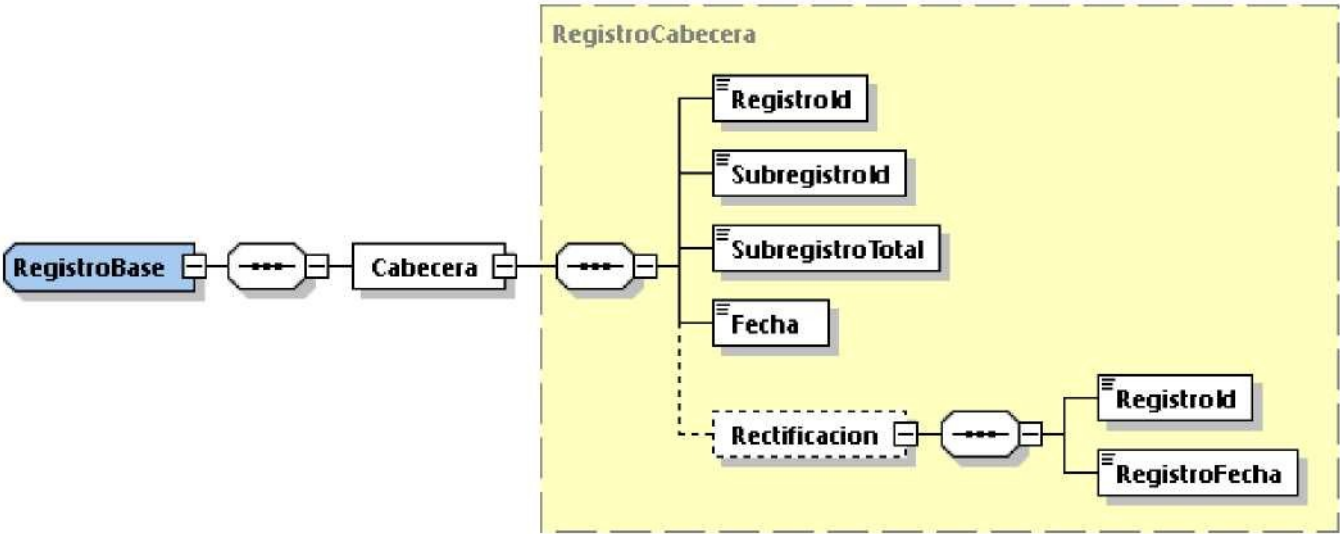 RegistroCabecera
RegistroId
SubregistroId
SubregistroTotal
RegistroBase
Cabecera
Fecha
RegistroId
Rectificacion
RegistroFecha